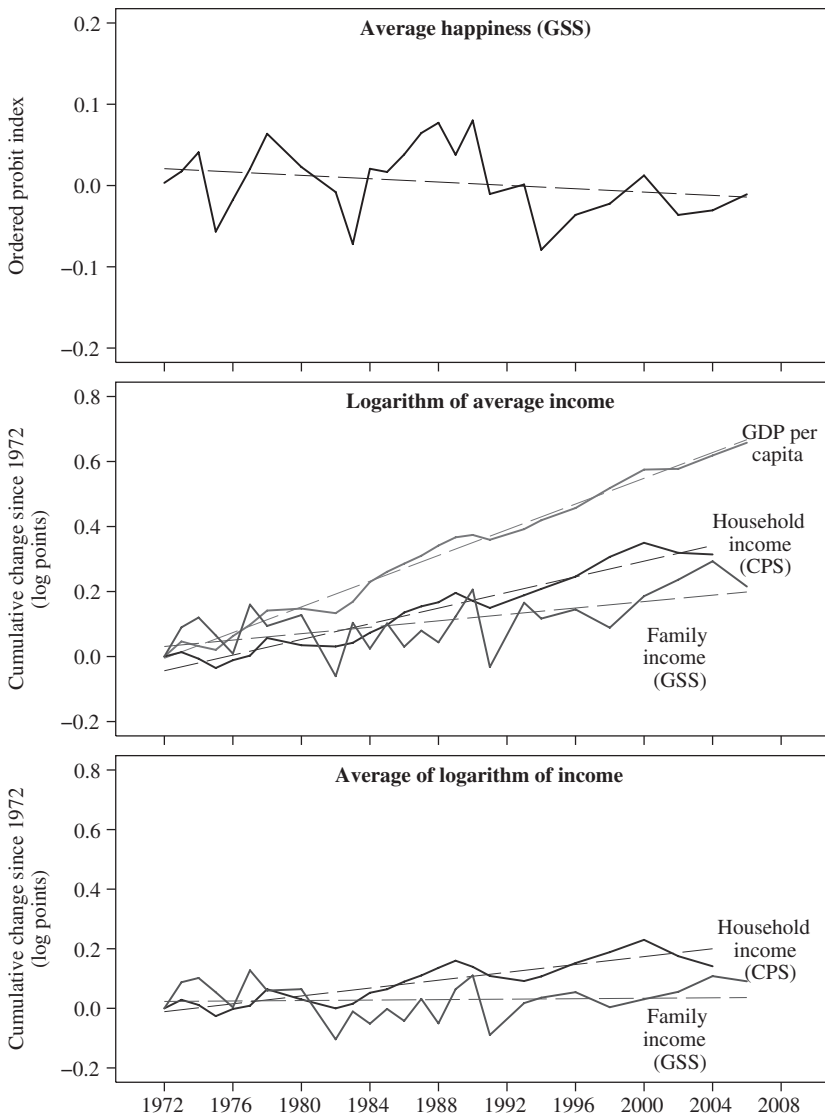 Average happiness (GSS)
Ordered probit index
0.2
0.1
0.0
−0.1
−0.2
Logarithm of average income
Cumulative change since 1972
(log points)
0.8
0.6
0.4
0.2
0.0
−0.2
GDP per
capita
Household
income
(CPS)
Family
income
(GSS)
Average of logarithm of income
Cumulative change since 1972
(log points)
0.8
0.6
0.4
0.2
0.0
−0.2
Household
income
(CPS)
Family
income
(GSS)
1972 1976 1980 1984 1988 1992 1996 2000 2004 2008